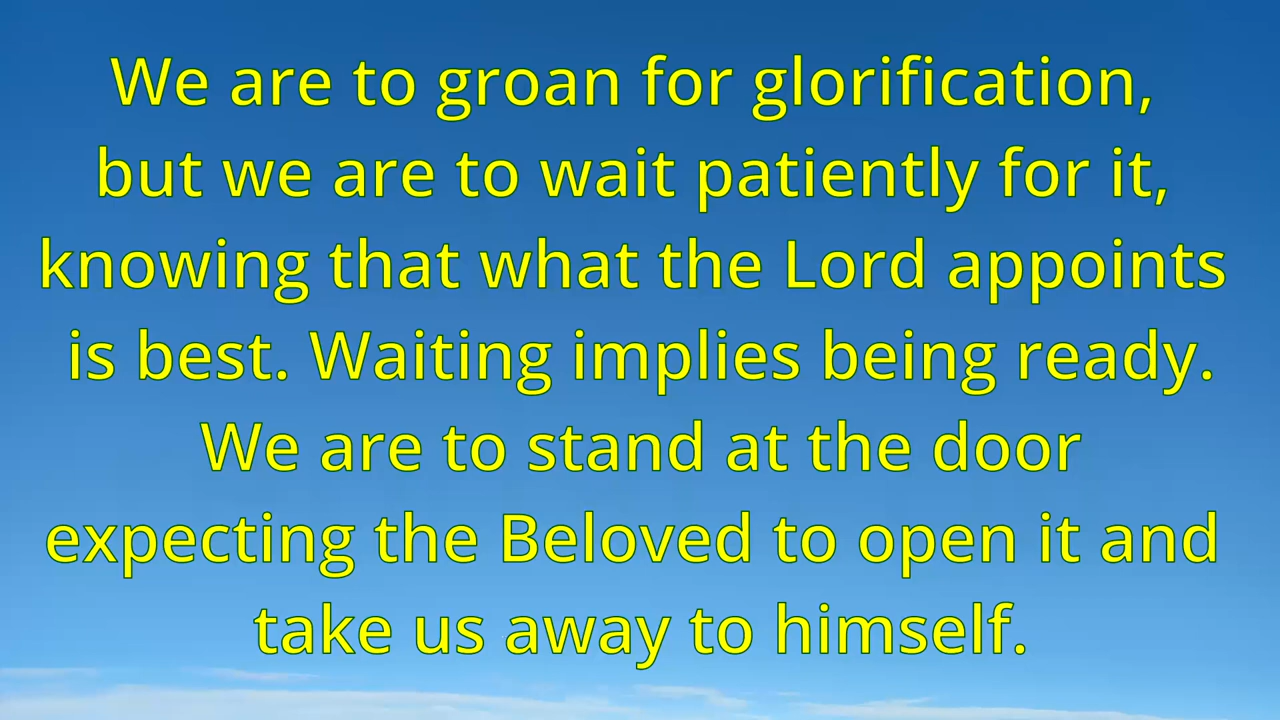 We are to groan for glorification,
but we are to wait patiently for it,
knowing that what the Lord appoints
is best. Waiting implies being ready.
We are to stand at the door
expecting the Beloved to open it and
take us away to himself.